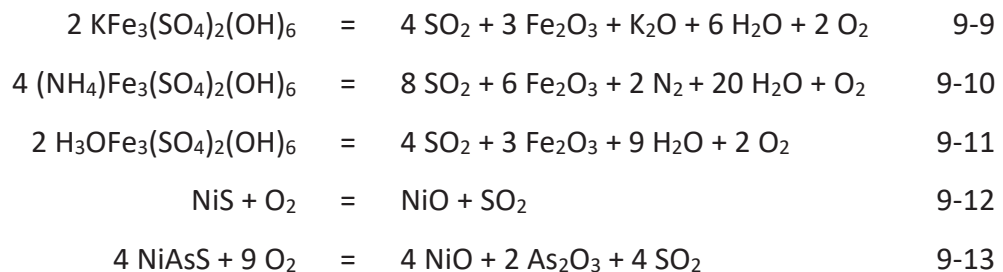 2 KFe₃(SO₄)₂(OH)₆ = 4 SO₂ + 3 Fe₂O₃ + K₂O + 6 H₂O + 2 O₂ 9-9
4 (NH₄)Fe₃(SO₄)₂(OH)₆ = 8 SO₂ + 6 Fe₂O₃ + 2 N₂ + 20 H₂O + O₂ 9-10
2 H₃OFe₃(SO₄)₂(OH)₆ = 4 SO₂ + 3 Fe₂O₃ + 9 H₂O + 2 O₂ 9-11
NiS + O₂ = NiO + SO₂ 9-12
4 NiAsS + 9 O₂ = 4 NiO + 2 As₂O₃ + 4 SO₂ 9-13